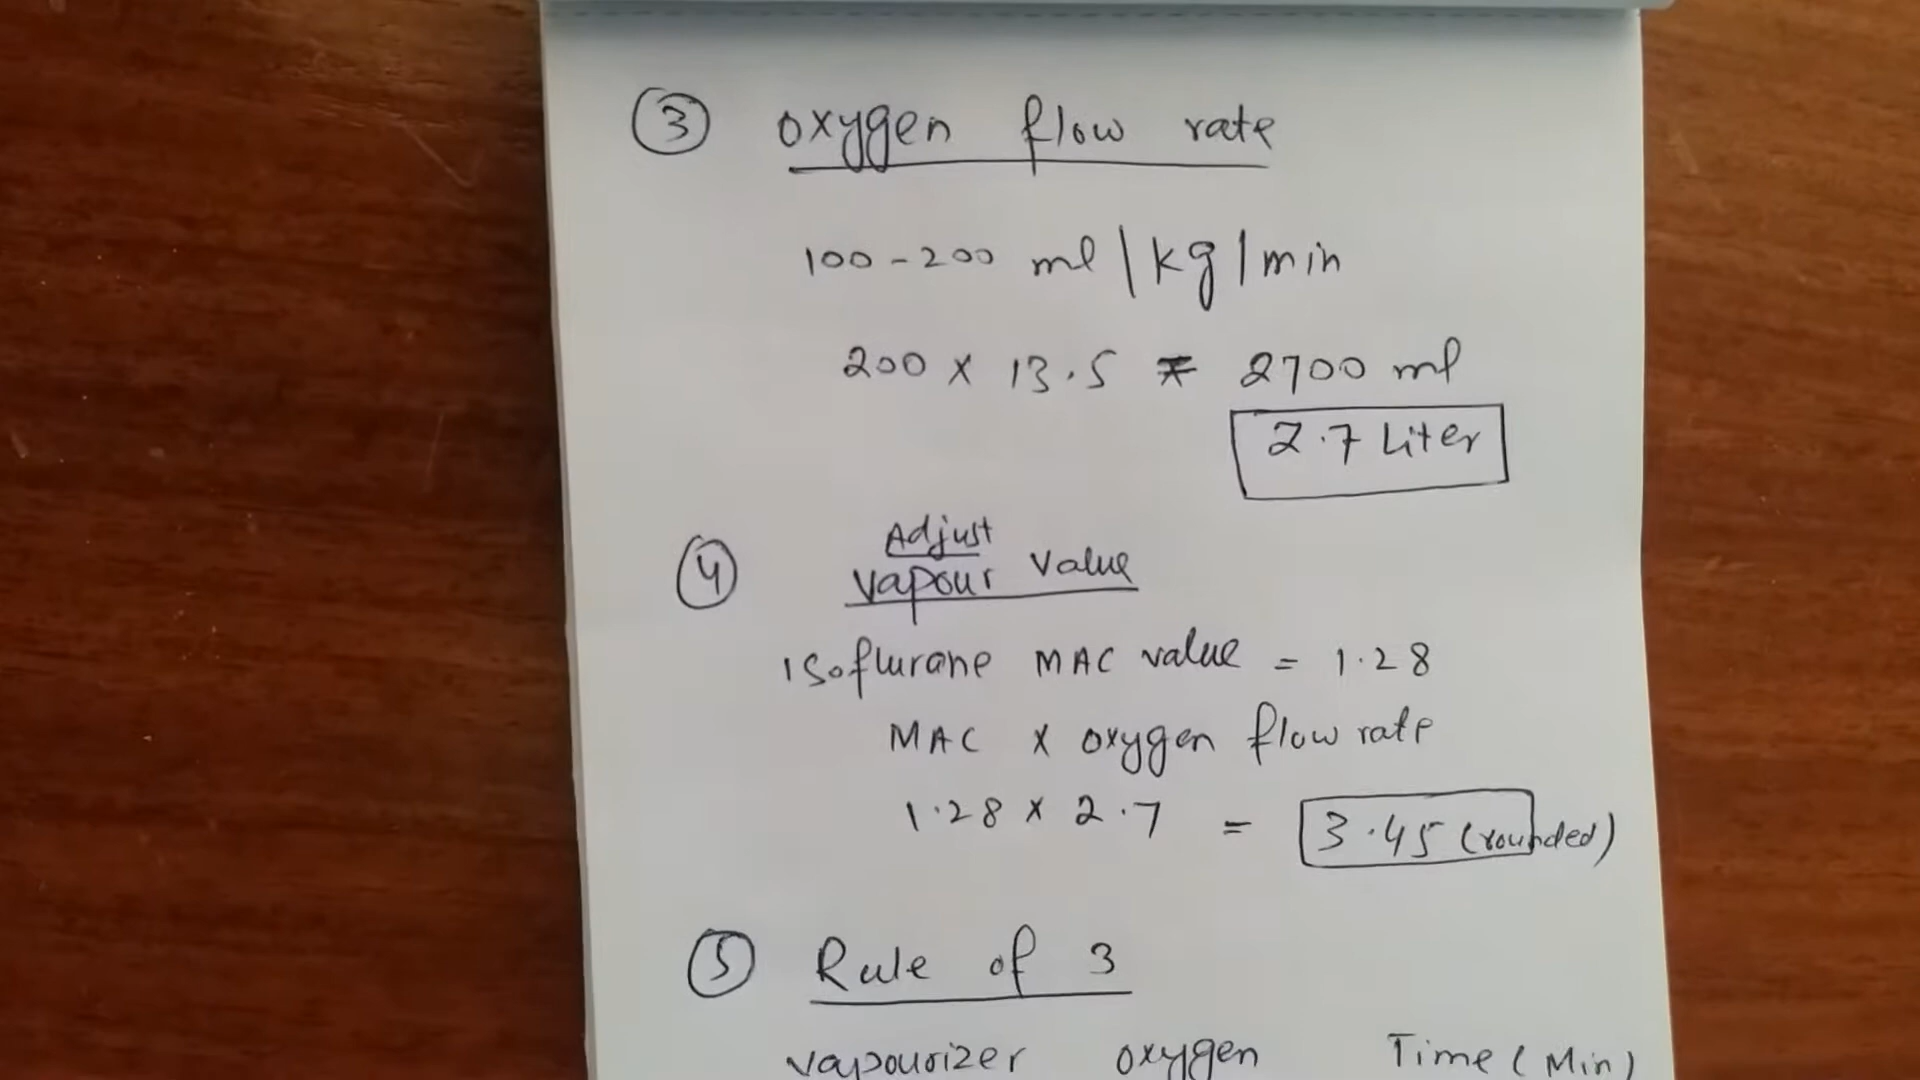 ③ oxygen flow rate
100-200 ml/kg/min
200 x 13.5 = 2700 ml
2.7 Liter
④ Adjust
Vapour Value
isoflurane MAC value = 1.28
MAC x oxygen flow rate
1.28 x 2.7 = 3.45 (rounded)
⑤ Rule of 3
vapourizer oxygen Time (Min)